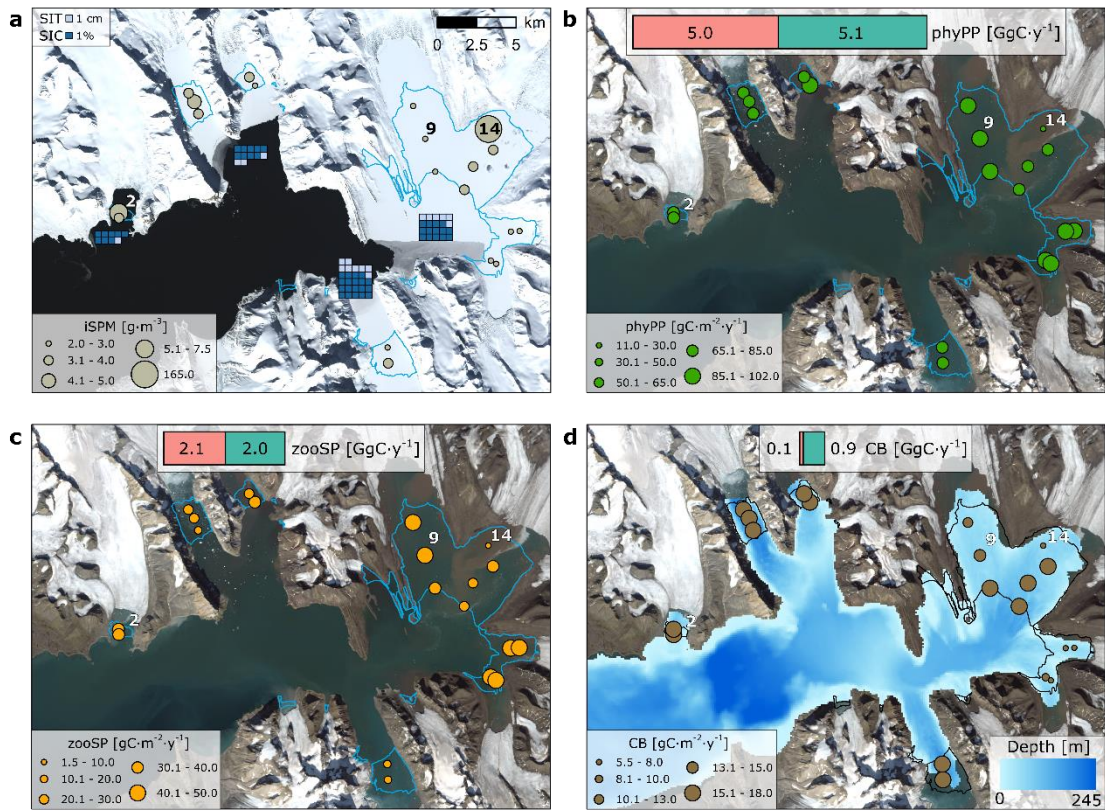 a
SIT 1 cm
SIC 1%
km
0 2.5 5
9
14
2
iSPM [g·m⁻³]
2.0 - 3.0
3.1 - 4.0
4.1 - 5.0
5.1 - 7.5
165.0
b
5.0 5.1 phyPP [GgC·y⁻¹]
9
14
2
phyPP [gC·m⁻²·y⁻¹]
11.0 - 30.0
30.1 - 50.0
50.1 - 65.0
65.1 - 85.0
85.1 - 102.0
c
2.1 2.0 zooSP [GgC·y⁻¹]
9
14
2
zooSP [gC·m⁻²·y⁻¹]
1.5 - 10.0
10.1 - 20.0
20.1 - 30.0
30.1 - 40.0
40.1 - 50.0
d
0.1 0.9 CB [GgC·y⁻¹]
9
14
2
CB [gC·m⁻²·y⁻¹]
5.5 - 8.0
8.1 - 10.0
10.1 - 13.0
13.1 - 15.0
15.1 - 18.0
Depth [m]
0 245